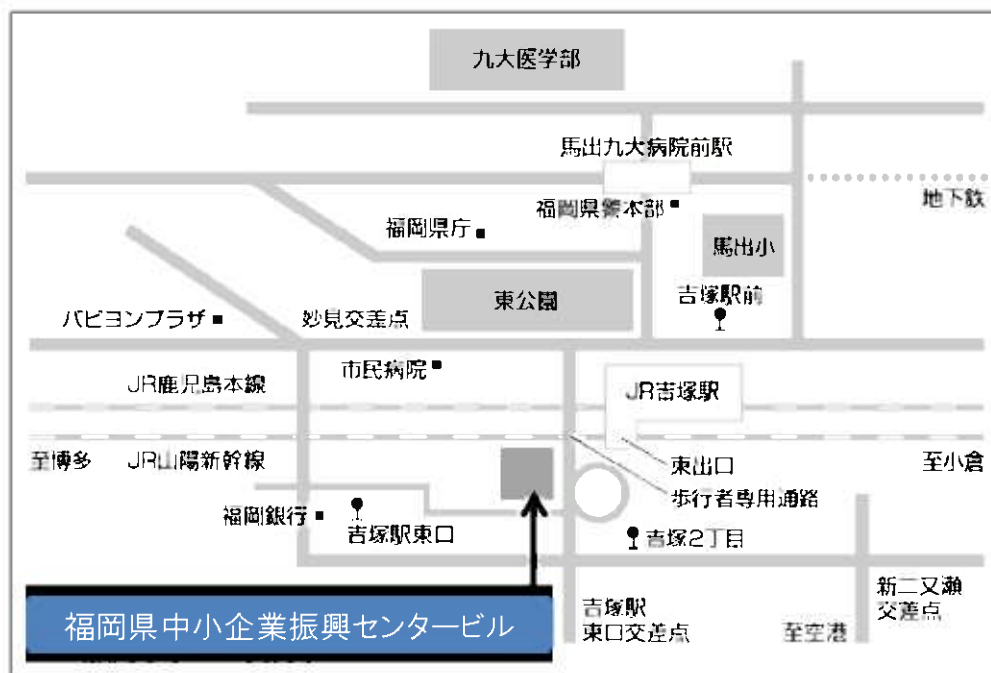 九大医学部
馬出九大病院前駅
地下鉄
福岡県警本部
福岡県庁
馬出小
東公園
吉塚駅前
パピヨンプラザ
妙見交差点
市民病院
JR鹿児島本線
JR吉塚駅
至博多
JR山陽新幹線
東出口
至小倉
歩行者専用通路
福岡銀行
吉塚駅東口
吉塚2丁目
新二又瀬
交差点
吉塚駅
東口交差点
至空港
福岡県中小企業振興センタービル